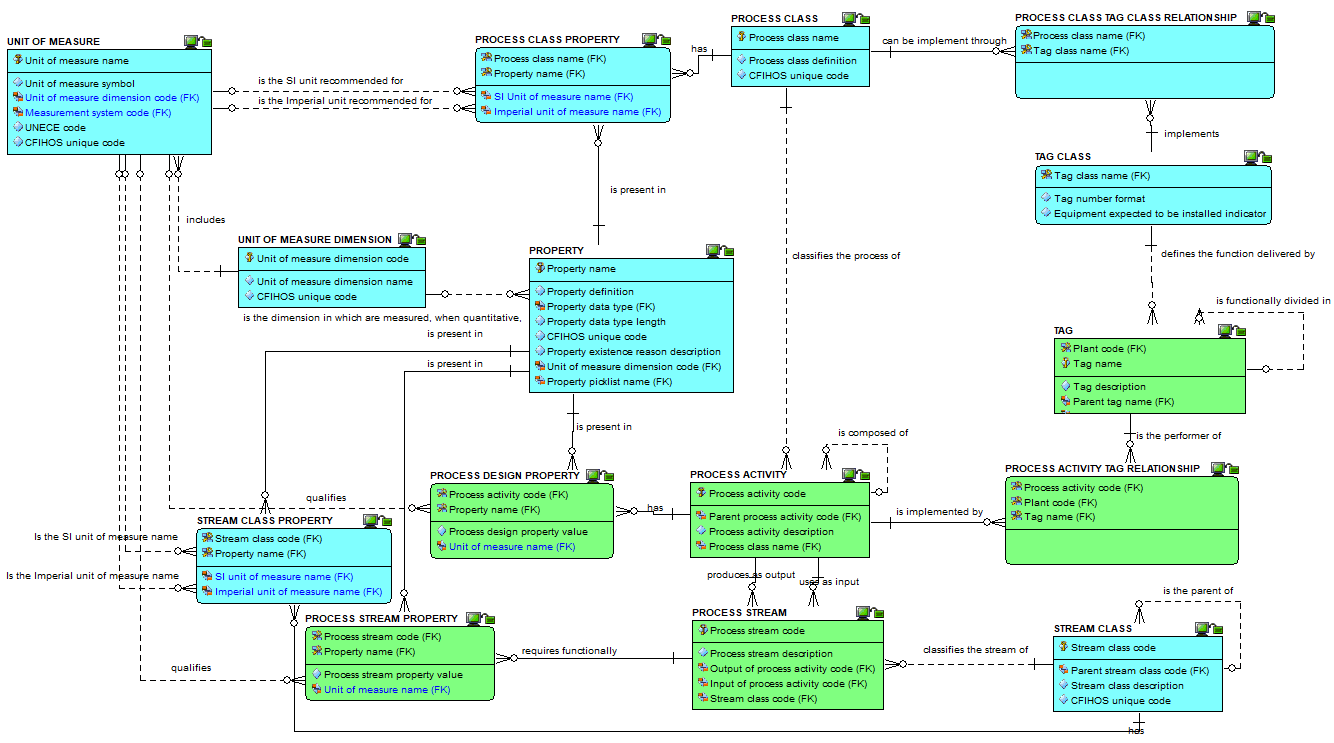 PROCESS CLASS
Process class name
Process class definition
CFIHOS unique code
PROCESS CLASS TAG CLASS RELATIONSHIP
Process class name (FK)
Tag class name (FK)
can be implement through
has
UNIT OF MEASURE
Unit of measure name
Unit of measure symbol
Unit of measure dimension code (FK)
Measurement system code (FK)
UNECE code
CFIHOS unique code
is the SI unit recommended for
is the Imperial unit recommended for
PROCESS CLASS PROPERTY
Process class name (FK)
Property name (FK)
SI Unit of measure name (FK)
Imperial unit of measure name (FK)
implements
TAG CLASS
Tag class name (FK)
Tag number format
Equipment expected to be installed indicator
is present in
includes
UNIT OF MEASURE DIMENSION
Unit of measure dimension code
Unit of measure dimension name
CFIHOS unique code
is the dimension in which are measured, when quantitative,
PROPERTY
Property name
Property definition
Property data type (FK)
Property data type length
CFIHOS unique code
Property existence reason description
Unit of measure dimension code (FK)
Property picklist name (FK)
classifies the process of
defines the function delivered by
is functionally divided in
is present in
is present in
TAG
Plant code (FK)
Tag name
Tag description
Parent tag name (FK)
is present in
is composed of
is the performer of
PROCESS DESIGN PROPERTY
Process activity code (FK)
Property name (FK)
Process design property value
Unit of measure name (FK)
has
PROCESS ACTIVITY
Process activity code
Parent process activity code (FK)
Process activity description
Process class name (FK)
is implemented by
PROCESS ACTIVITY TAG RELATIONSHIP
Process activity code (FK)
Plant code (FK)
Tag name (FK)
qualifies
STREAM CLASS PROPERTY
Stream class code (FK)
Property name (FK)
SI unit of measure name (FK)
Imperial unit of measure name (FK)
Is the SI unit of measure name
Is the Imperial unit of measure name
produces as output
uses as input
PROCESS STREAM PROPERTY
Process stream code (FK)
Property name (FK)
Process stream property value
Unit of measure name (FK)
qualifies
requires functionally
PROCESS STREAM
Process stream code
Process stream description
Output of process activity code (FK)
Input of process activity code (FK)
Stream class code (FK)
classifies the stream of
is the parent of
STREAM CLASS
Stream class code
Parent stream class code (FK)
Stream class description
CFIHOS unique code
has